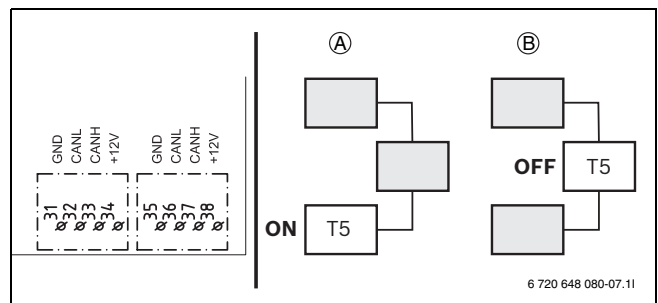 Ⓐ Ⓑ
GND CANL CANH +12V GND CANL CANH +12V
31 32 33 34 35 36 37 38
OFF T5
ON T5
6 720 648 080-07.1I